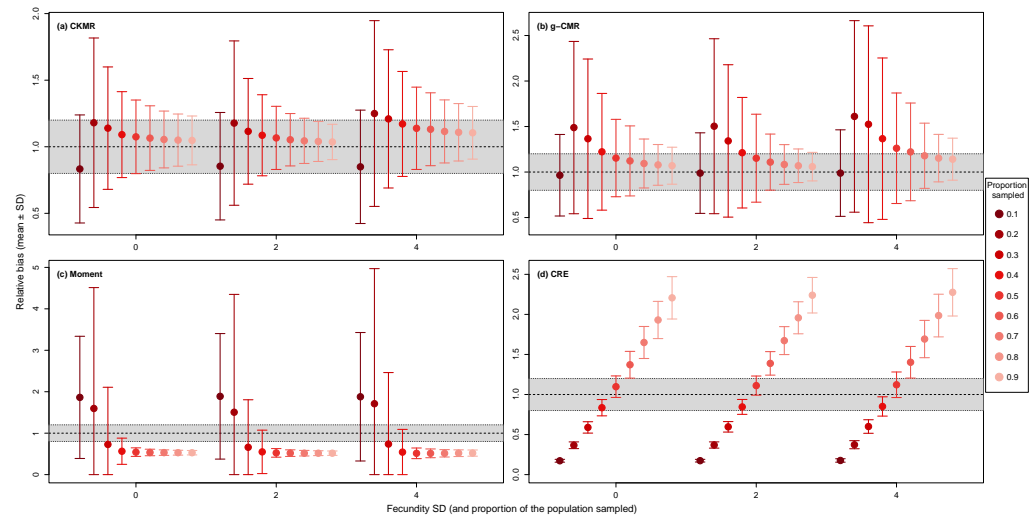 (a) CKMR
2.0
1.5
1.0
0.5
0 2 4
(b) g−CMR
2.5
2.0
1.5
1.0
0.5
0 2 4
(c) Moment
5
4
3
2
1
0
0 2 4
(d) CRE
2.5
2.0
1.5
1.0
0.5
0.0
0 2 4
Relative bias (mean ± SD)
Fecundity SD (and proportion of the population sampled)
Proportion
sampled
0.1
0.2
0.3
0.4
0.5
0.6
0.7
0.8
0.9